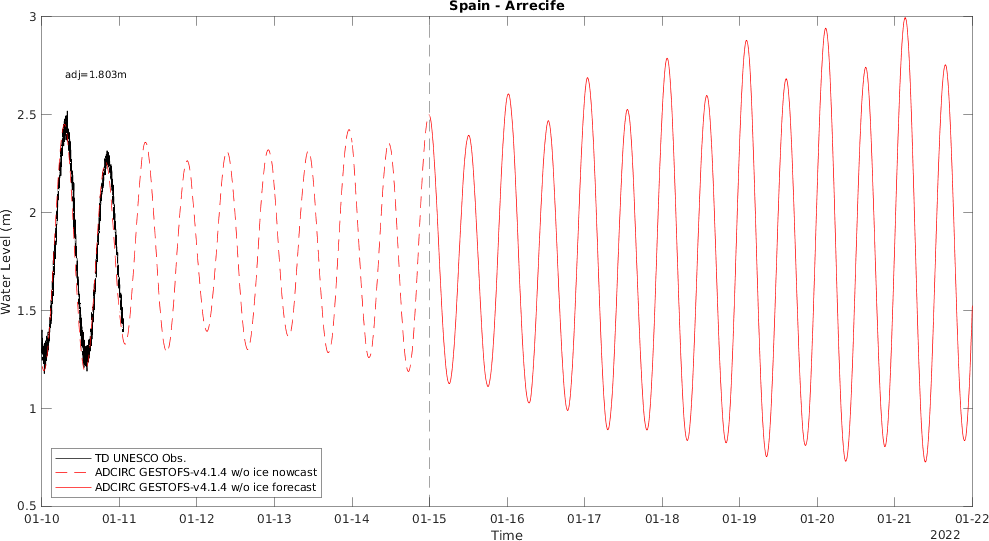 Spain - Arrecife
adj=1.803m
Water Level (m)
3
2.5
2
1.5
1
0.5
TD UNESCO Obs.
ADCIRC GESTOFS-v4.1.4 w/o ice nowcast
ADCIRC GESTOFS-v4.1.4 w/o ice forecast
01-10 01-11 01-12 01-13 01-14 01-15 01-16 01-17 01-18 01-19 01-20 01-21 01-22
Time
2022